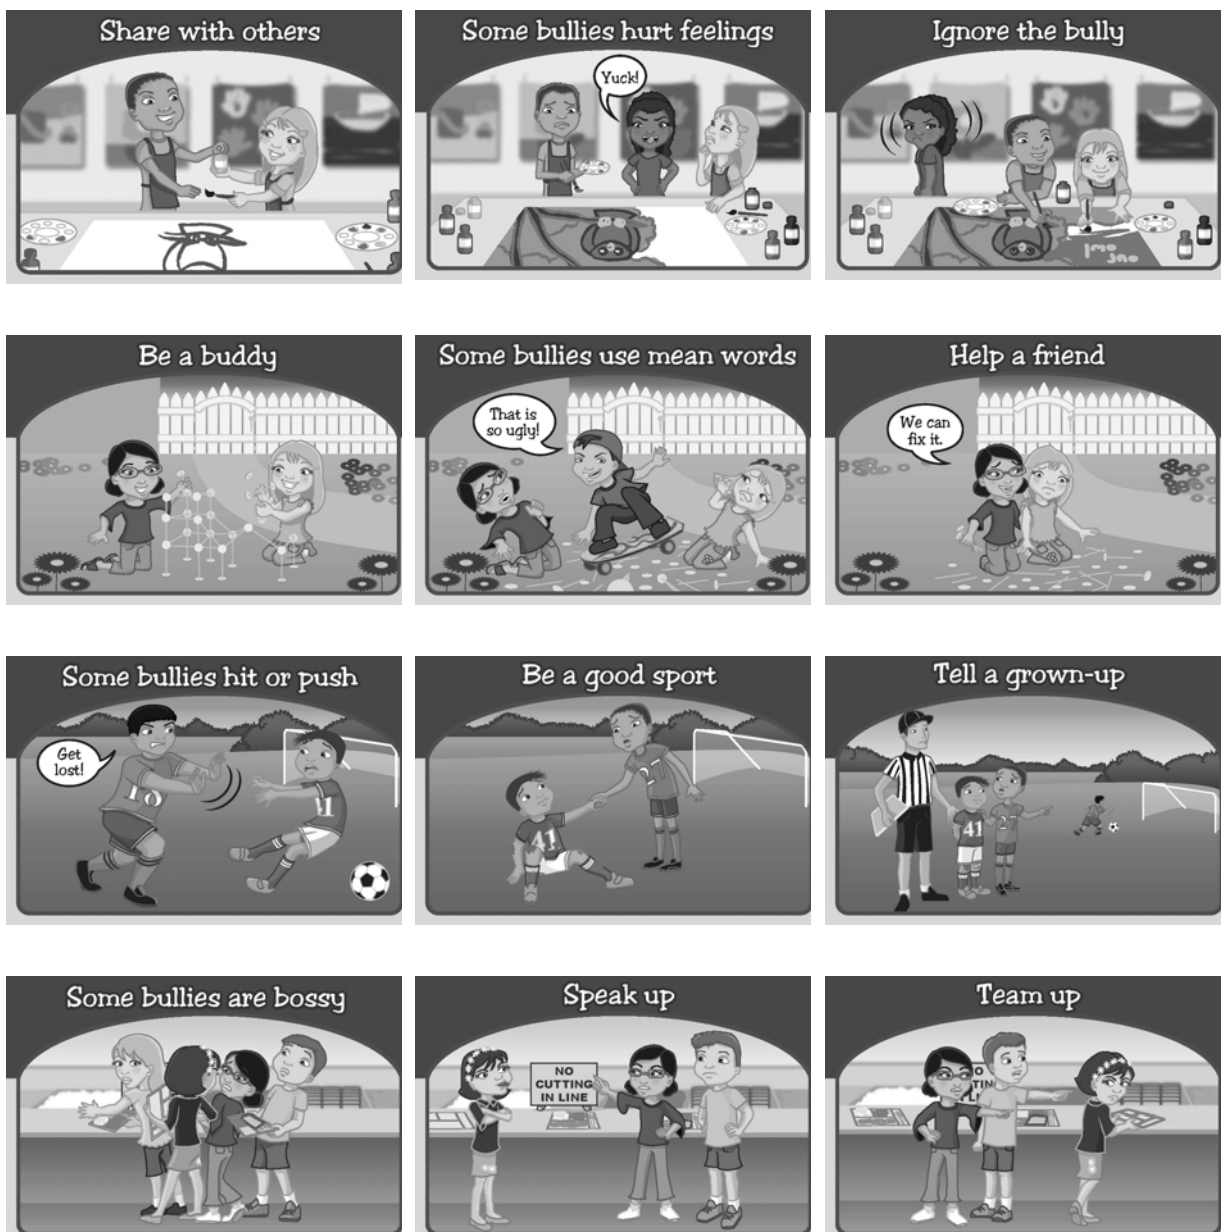 Share with others
Some bullies hurt feelings
Yuck!
Ignore the bully
Be a buddy
Some bullies use mean words
That is
so ugly!
Help a friend
We can
fix it.
Some bullies hit or push
Get
lost!
10
41
Be a good sport
41
27
Tell a grown-up
41
Some bullies are bossy
Speak up
NO
CUTTING
IN LINE
Team up